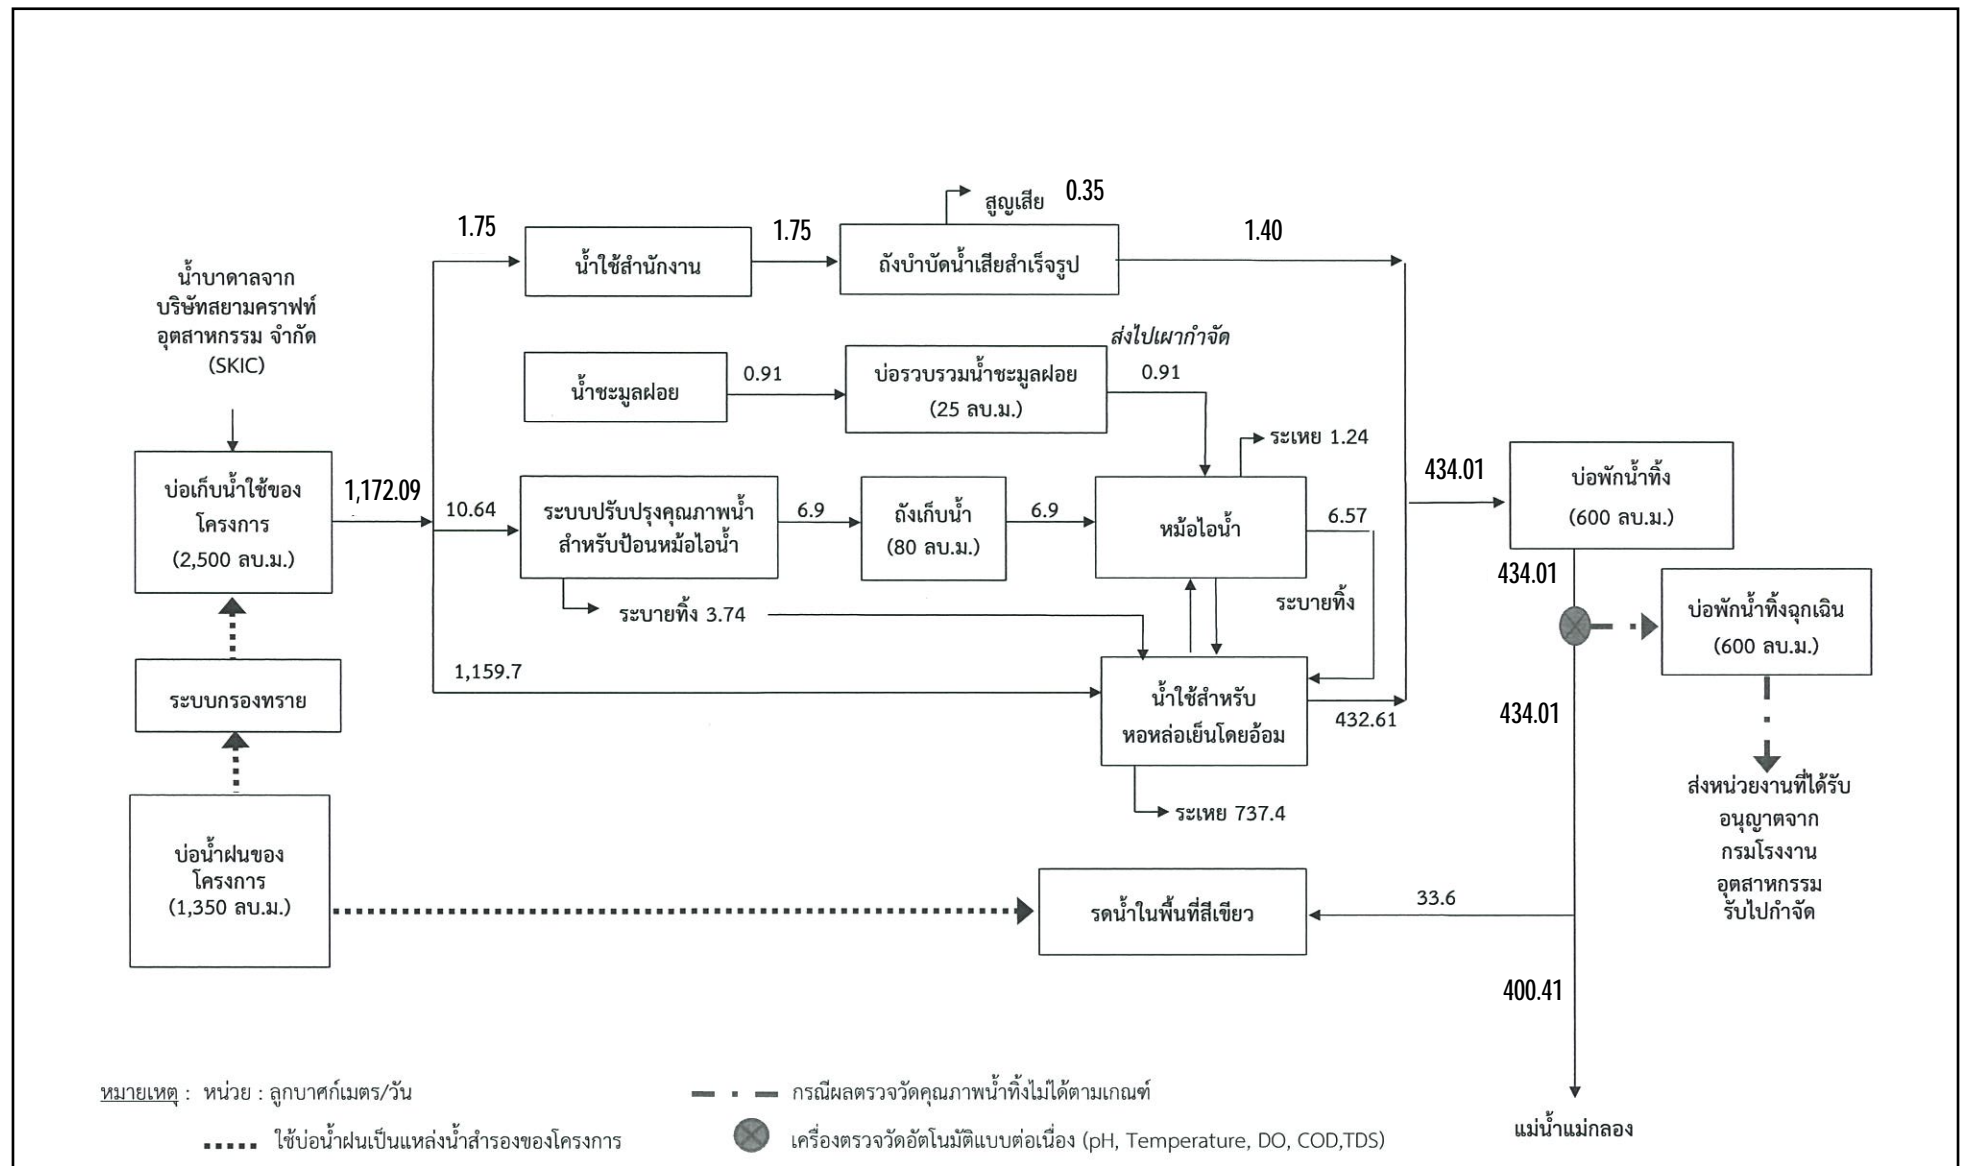 สูญเสีย 0.35
1.75
น้ำใช้สำนักงาน
1.75
ถังบำบัดน้ำเสียสำเร็จรูป
1.40
น้ำบาดาลจาก
บริษัทสยามคราฟท์
อุตสาหกรรม จำกัด
(SKIC)
น้ำชะมูลฝอย
0.91
บ่อรวบรวมน้ำชะมูลฝอย
(25 ลบ.ม.)
ส่งไปเผากำจัด
0.91
บ่อเก็บน้ำใช้ของ
โครงการ
(2,500 ลบ.ม.)
1,172.09
10.64
ระบบปรับปรุงคุณภาพน้ำ
สำหรับป้อนหม้อไอน้ำ
6.9
ถังเก็บน้ำ
(80 ลบ.ม.)
6.9
หม้อไอน้ำ
ระเหย 1.24
6.57
ระบายทิ้ง
434.01
บ่อพักน้ำทิ้ง
(600 ลบ.ม.)
434.01
บ่อพักน้ำทิ้งฉุกเฉิน
(600 ลบ.ม.)
ระบายทิ้ง 3.74
1,159.7
น้ำใช้สำหรับ
หอหล่อเย็นโดยอ้อม
432.61
ระเหย 737.4
434.01
ระบบกรองทราย
บ่อน้ำฝนของ
โครงการ
(1,350 ลบ.ม.)
รดน้ำในพื้นที่สีเขียว
33.6
ส่งหน่วยงานที่ได้รับ
อนุญาตจาก
กรมโรงงาน
อุตสาหกรรม
รับไปกำจัด
400.41
แม่น้ำแม่กลอง
หมายเหตุ : หน่วย : ลูกบาศก์เมตร/วัน
กรณีผลตรวจวัดคุณภาพน้ำทิ้งไม่ได้ตามเกณฑ์
ใช้บ่อน้ำฝนเป็นแหล่งน้ำสำรองของโครงการ
เครื่องตรวจวัดอัตโนมัติแบบต่อเนื่อง (pH, Temperature, DO, COD,TDS)